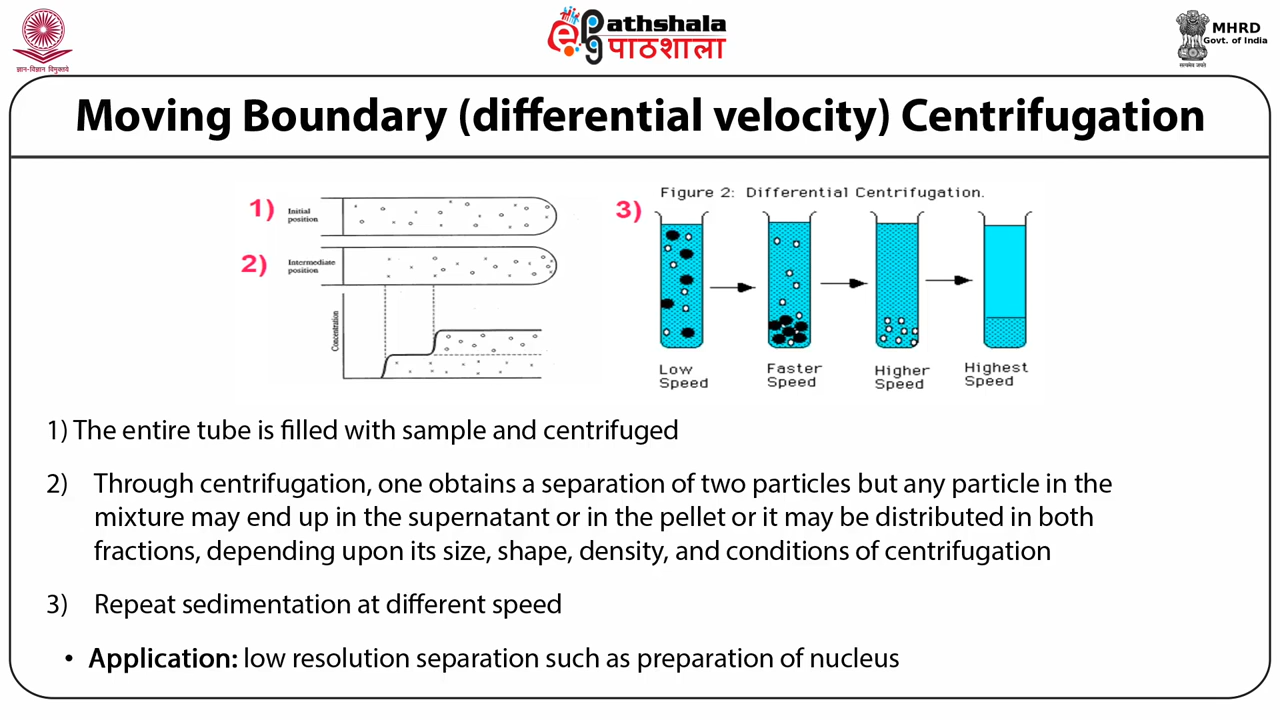 ज्ञान-विज्ञान विमुक्तये
ePG Pathshala
पाठशाला
MHRD
Govt. of India
सत्यमेव जयते
Moving Boundary (differential velocity) Centrifugation
1)
Initial
position
2)
Intermediate
position
Concentration
3)
Figure 2: Differential Centrifugation.
Low
Speed
Faster
Speed
Higher
Speed
Highest
Speed
1) The entire tube is filled with sample and centrifuged
2) Through centrifugation, one obtains a separation of two particles but any particle in the
mixture may end up in the supernatant or in the pellet or it may be distributed in both
fractions, depending upon its size, shape, density, and conditions of centrifugation
3) Repeat sedimentation at different speed
• Application: low resolution separation such as preparation of nucleus